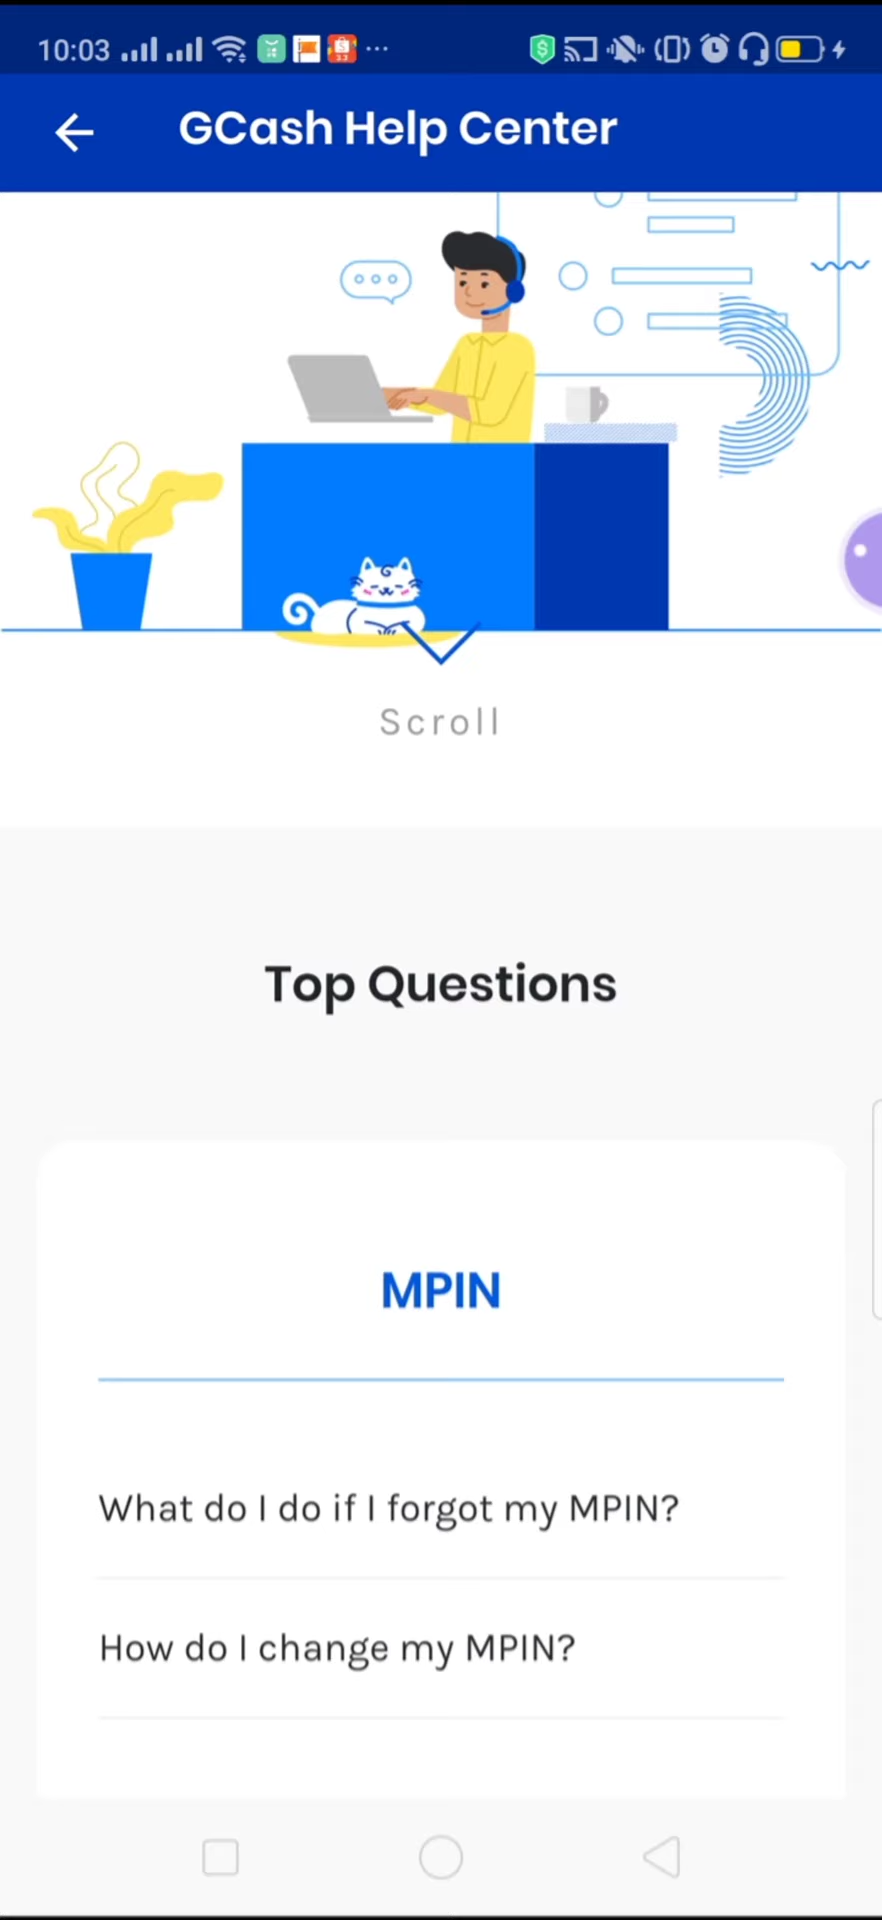 10:03
GCash Help Center
Scroll
Top Questions
MPIN
What do I do if I forgot my MPIN?
How do I change my MPIN?